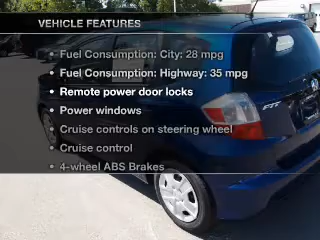 VEHICLE FEATURES
• Fuel Consumption: City: 28 mpg
• Fuel Consumption: Highway: 35 mpg
• Remote power door locks
• Power windows
• Cruise controls on steering wheel
• Cruise control
• 4-wheel ABS Brakes
FIT